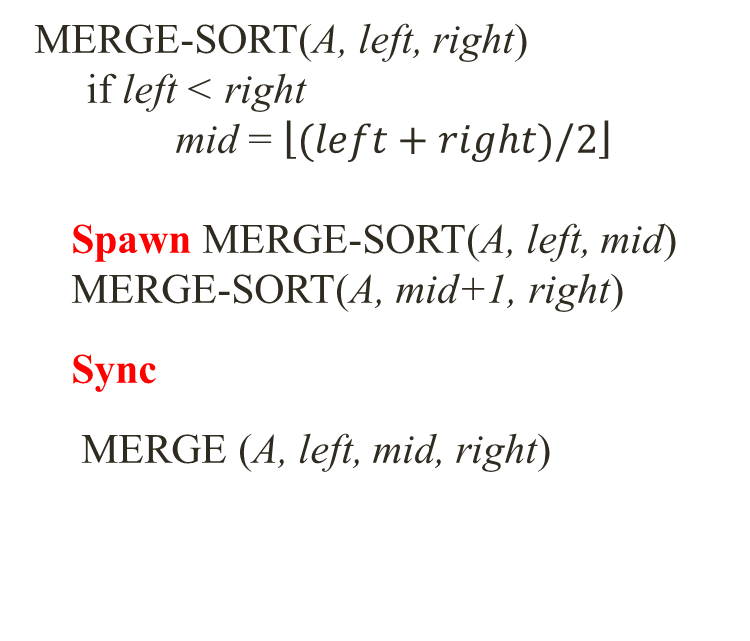 MERGE-SORT(A, left, right)
if left < right
mid = ⌊(left + right)/2⌋
Spawn MERGE-SORT(A, left, mid)
MERGE-SORT(A, mid+1, right)
Sync
MERGE (A, left, mid, right)